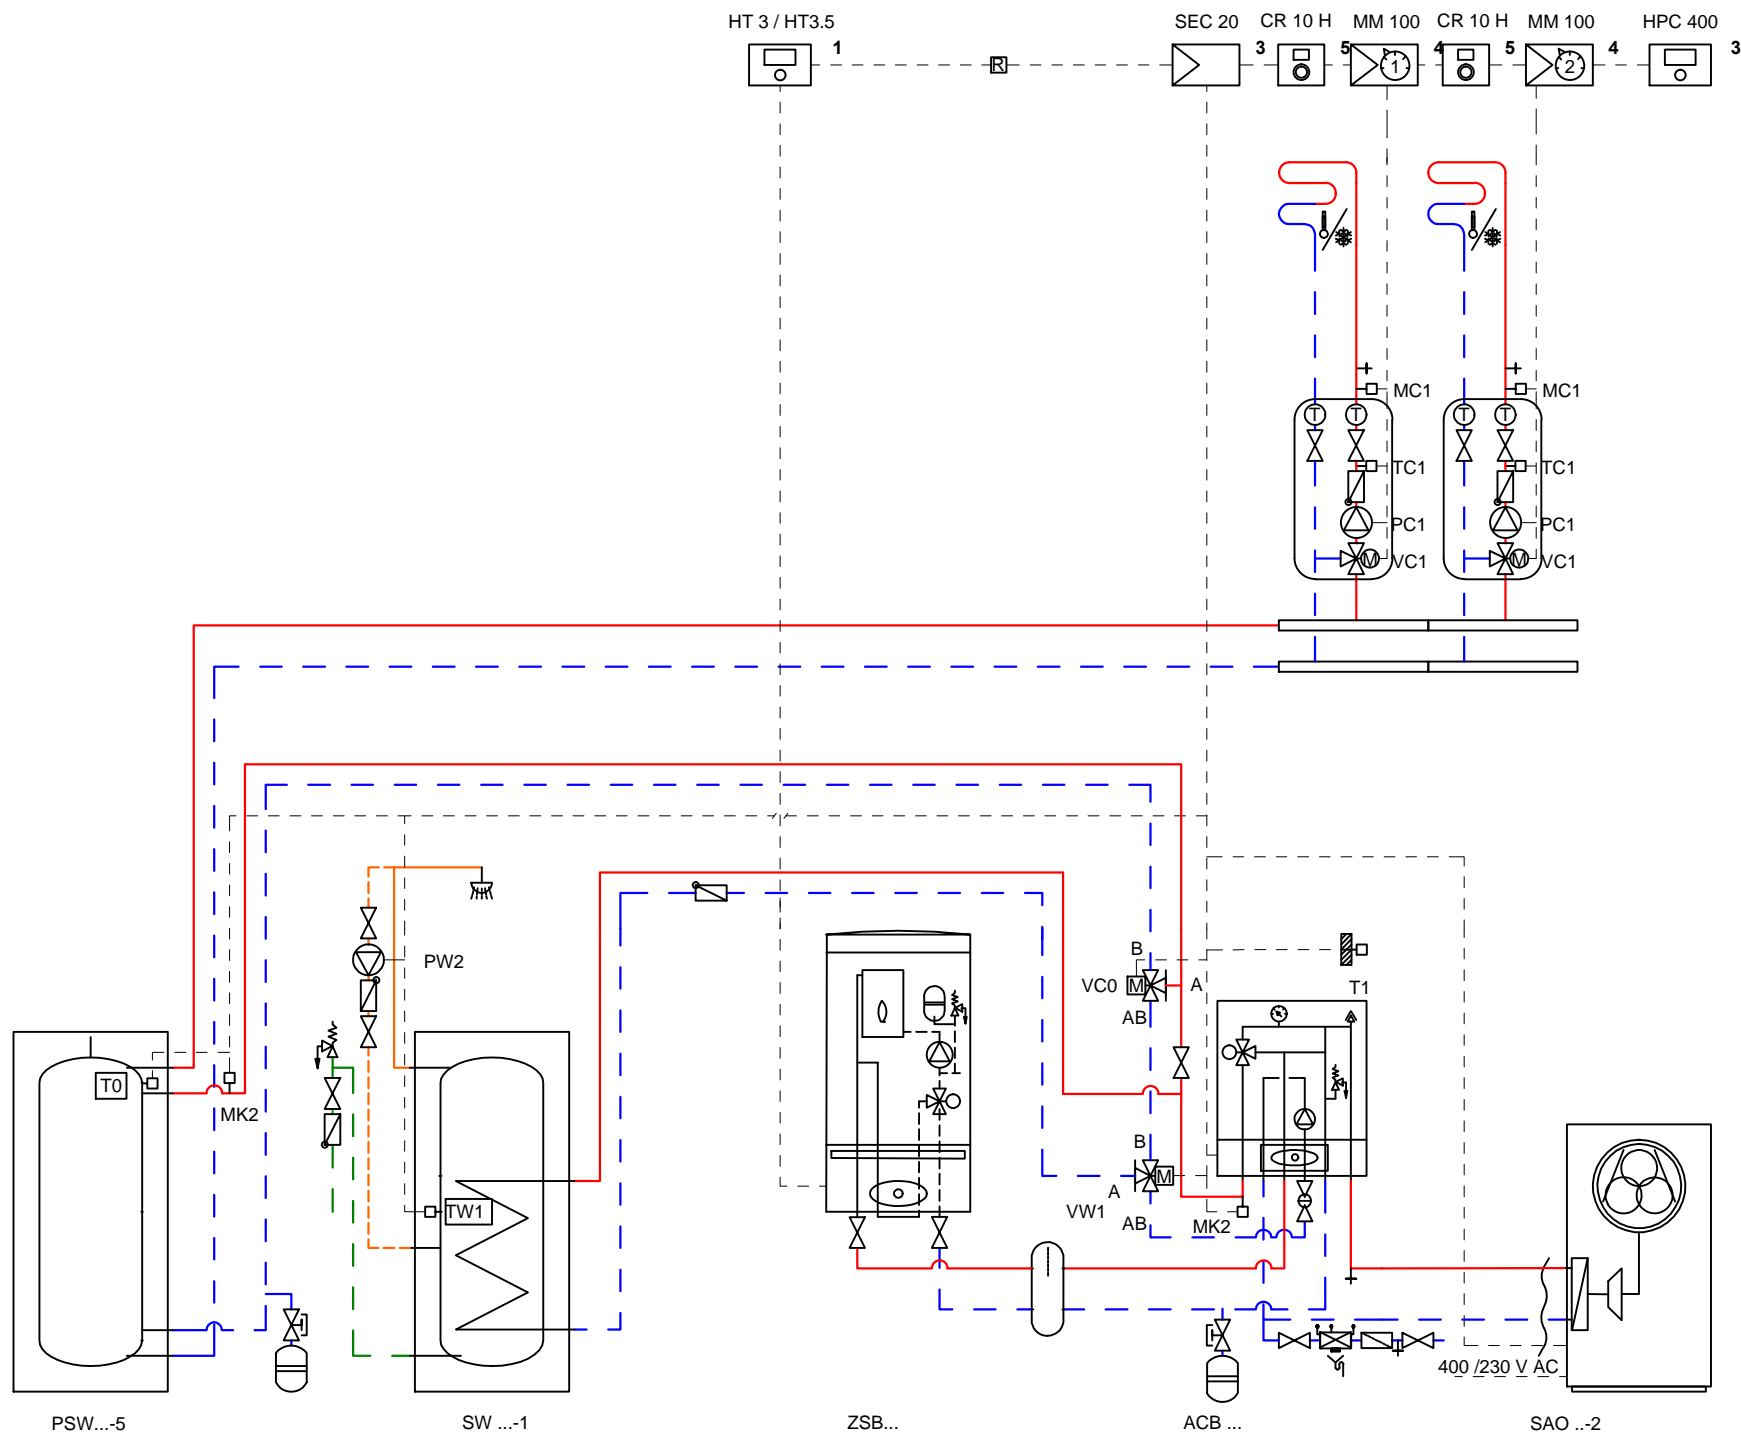 HT 3 / HT3.5 SEC 20 CR 10 H MM 100 CR 10 H MM 100 HPC 400
1 3 5 4 5 4 3
R 1 2
MC1 MC1
T T T T
TC1 TC1
PC1 PC1
M VC1 M VC1
B
PW2
VC0 M A
T1
AB
T0
MK2
B
M
A
TW1
VW1 AB MK2
400 /230 V AC
PSW...-5 SW ...-1 ZSB... ACB ... SAO ..-2